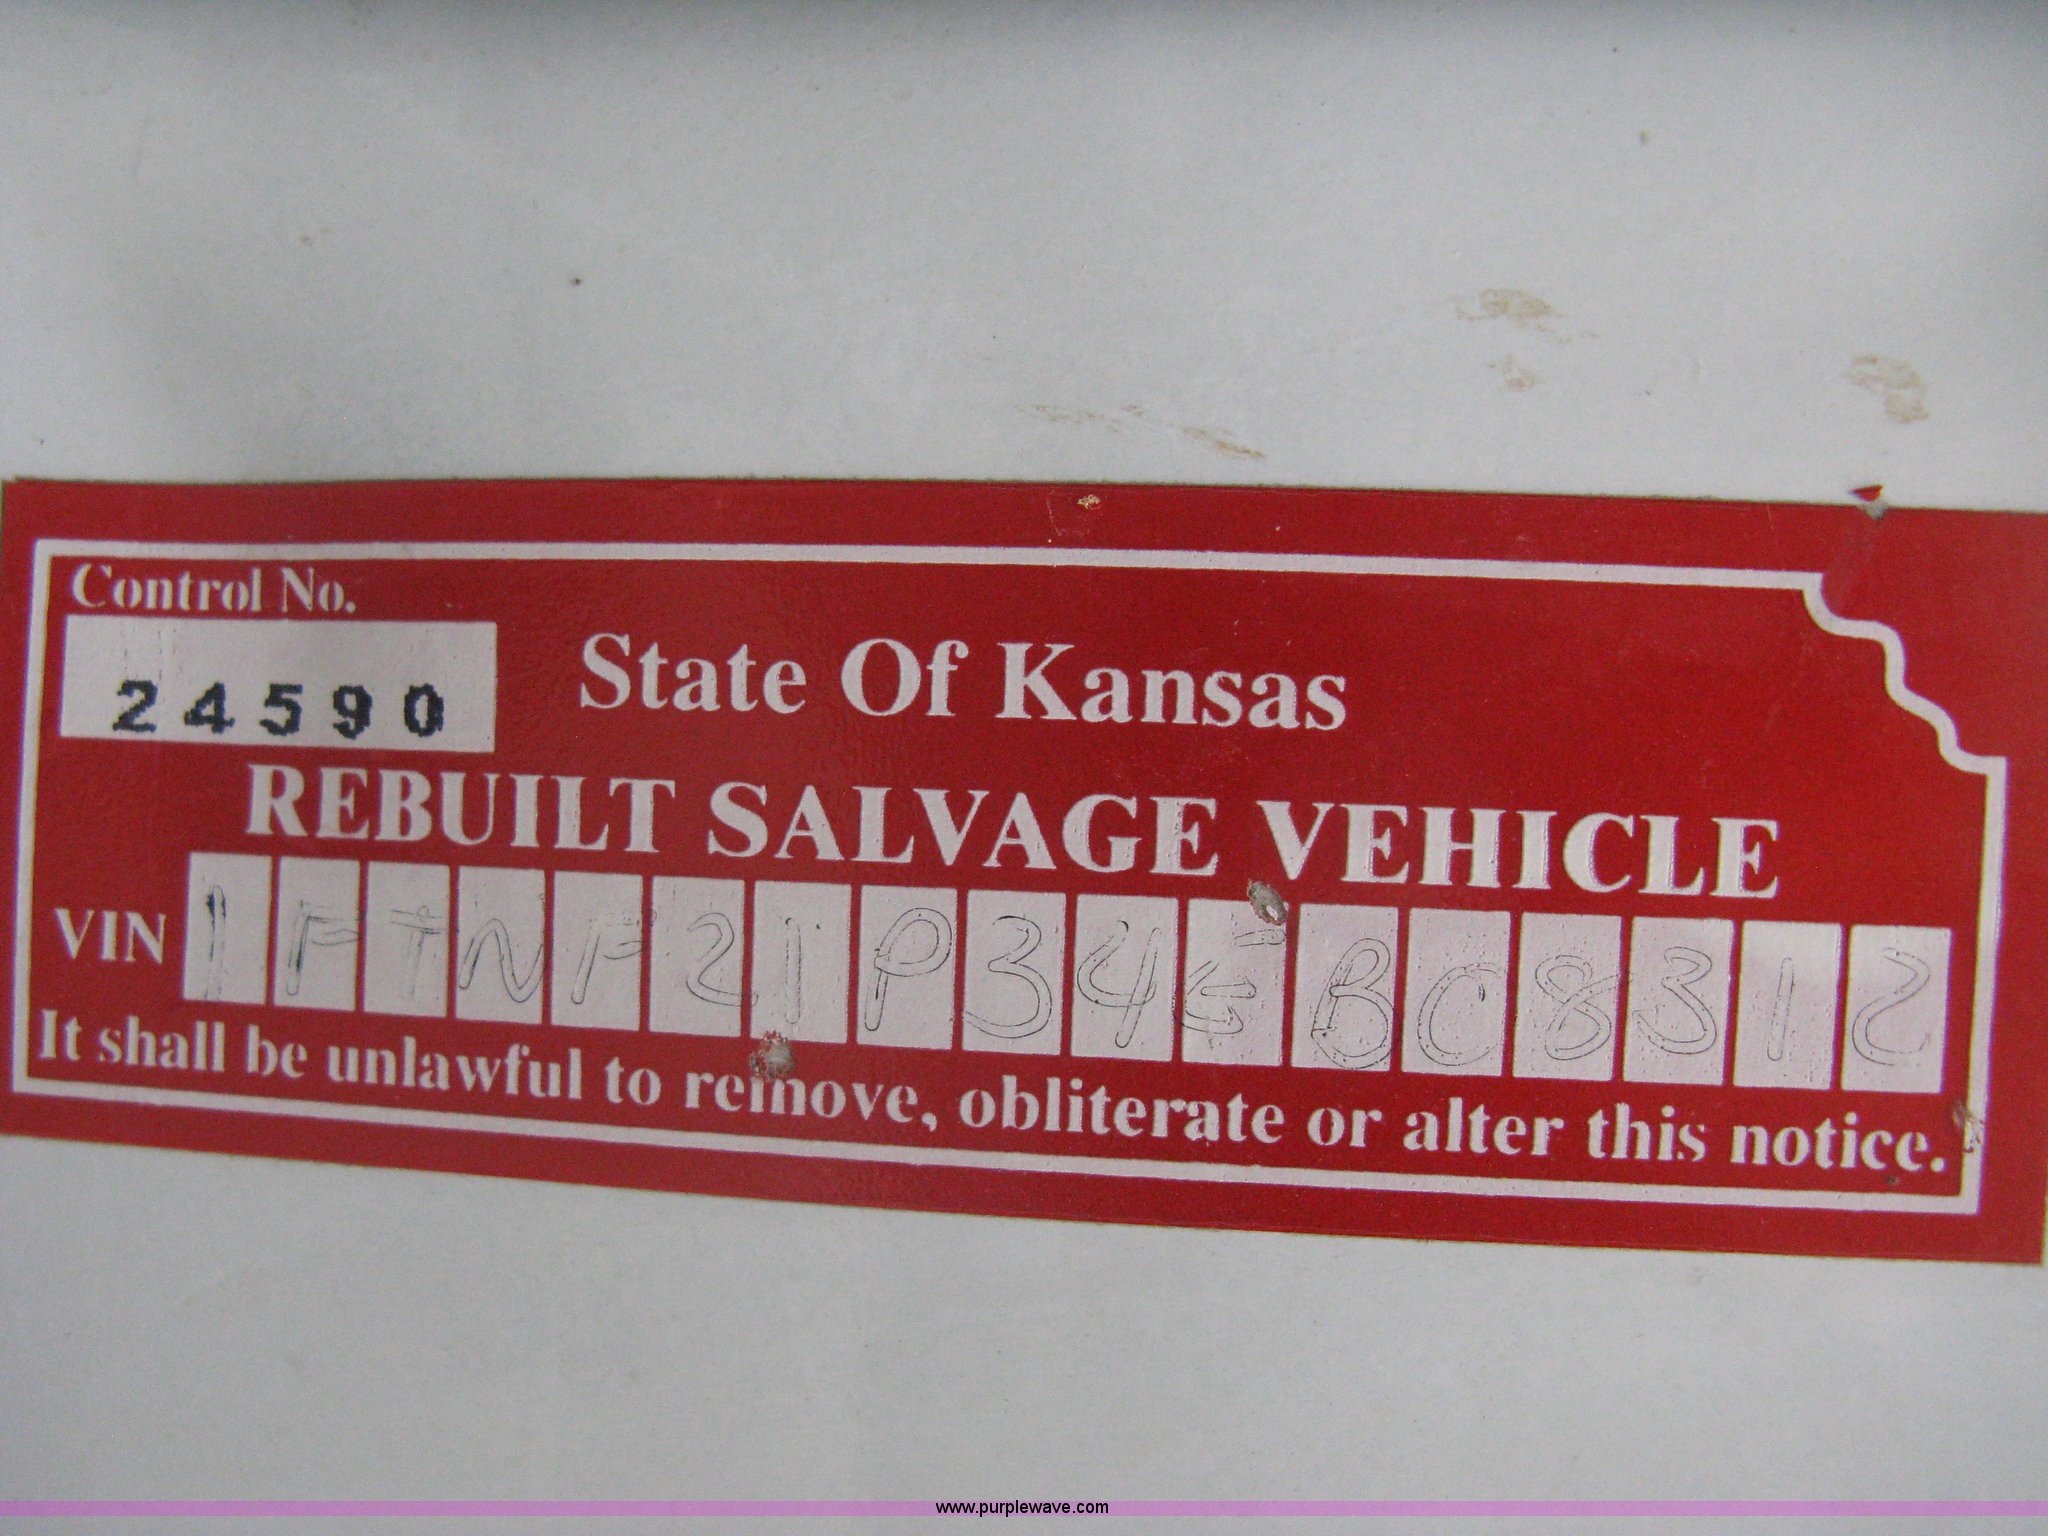 Control No.
24590
State Of Kansas
REBUILT SALVAGE VEHICLE
VIN 1FTNF21P34EB08312
It shall be unlawful to remove, obliterate or alter this notice.
www.purplewave.com